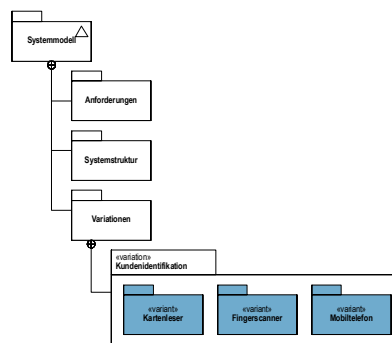 Systemmodell
Anforderungen
Systemstruktur
Variationen
«variation»
Kundenidentifikation
«variant» «variant» «variant»
Kartenleser Fingerscanner Mobiltelefon